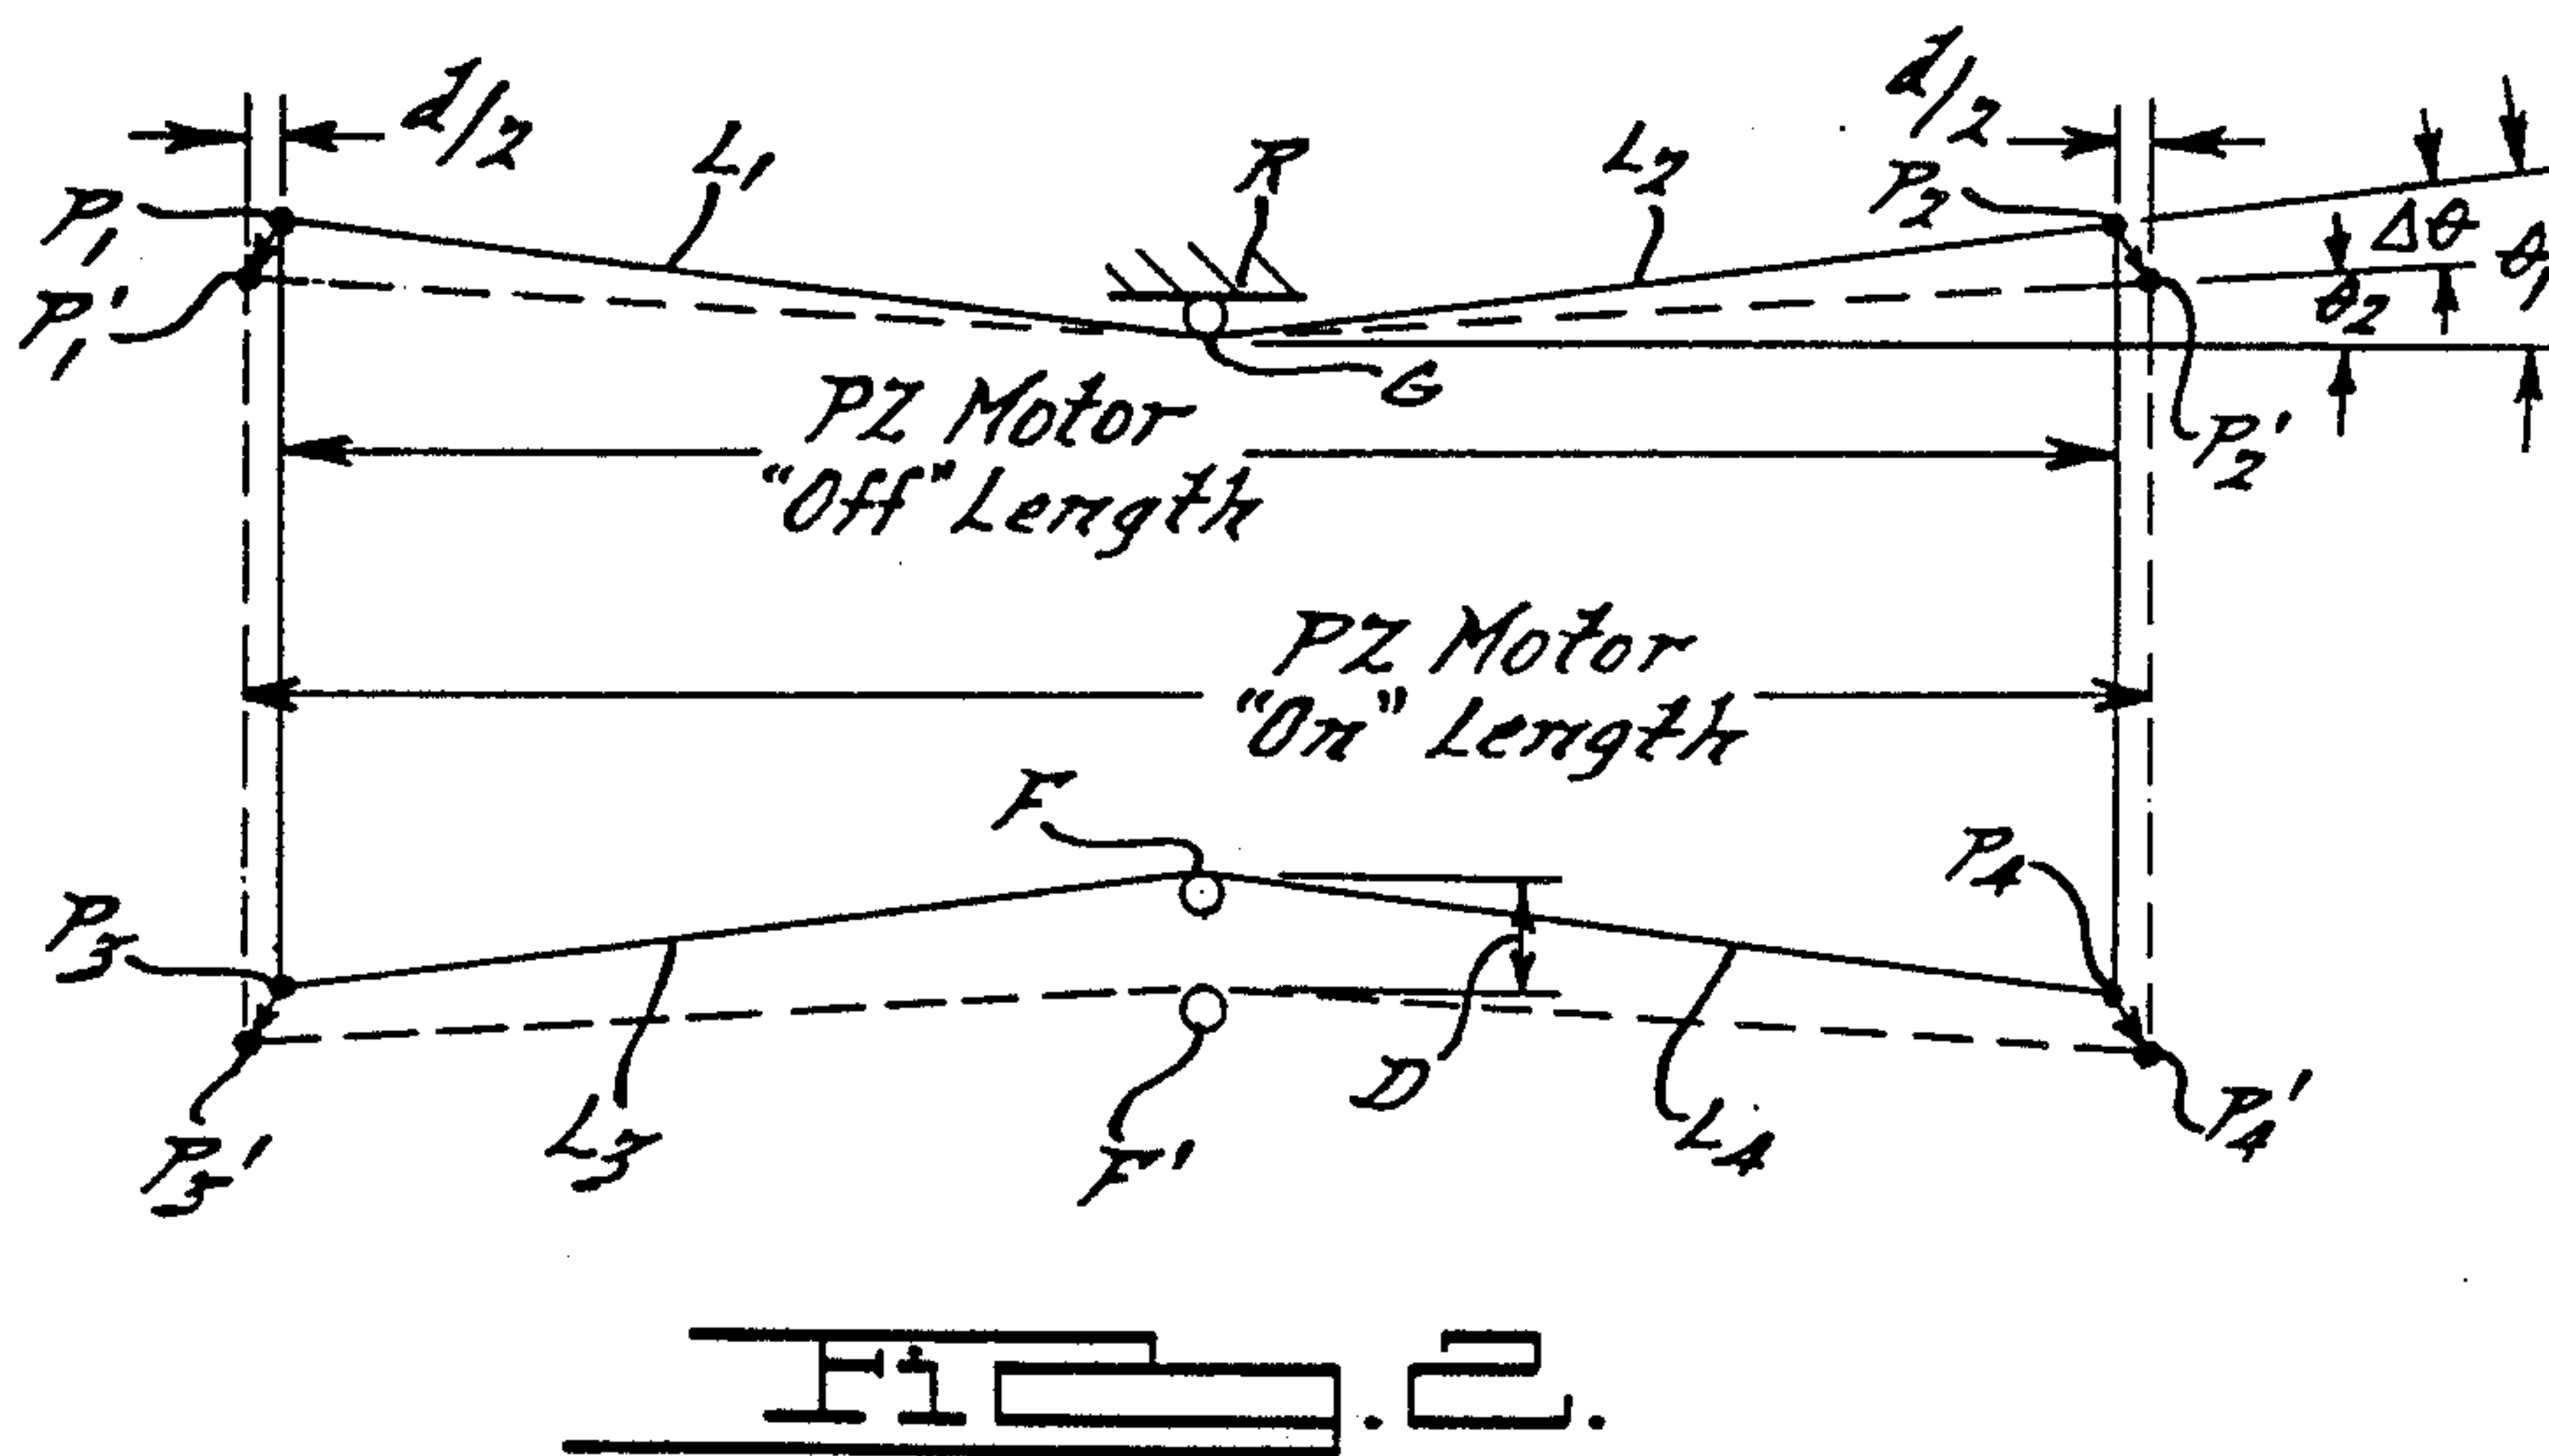 d/2
d/2
L1
R
L2
P2
P1
Δθ
θ1
P1'
θ2
G
P2'
PZ Motor
"Off" Length
PZ Motor
"On" Length
F
P4
P3
D
L3
F'
L4
P4'
P3'
Fig. 2.